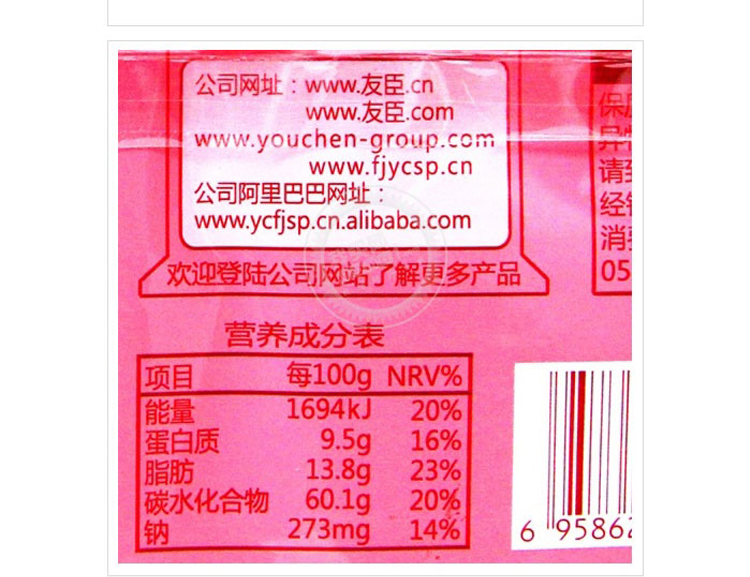 公司网址：www.友臣.cn
www.友臣.com
www.youchen-group.com
www.fjycsp.cn
公司阿里巴巴网址：
www.ycfjsp.cn.alibaba.com
欢迎登陆公司网站了解更多产品
请
经
消
05
营养成分表
项目 每100g NRV%
能量 1694kJ 20%
蛋白质 9.5g 16%
脂肪 13.8g 23%
碳水化合物 60.1g 20%
钠 273mg 14%
6 95862